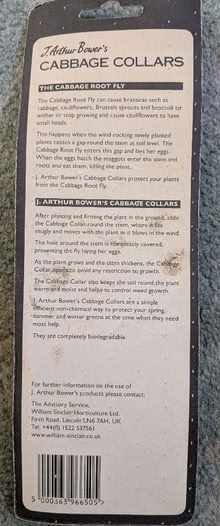 J. Arthur Bower's
CABBAGE COLLARS
THE CABBAGE ROOT FLY
The Cabbage Root Fly can cause brassicas such as
cabbage, cauliflowers, Brussels sprouts and broccoli to
wither or stop growing and cause cauliflowers to have
small heads.
This happens when the wind rocking newly planted
plants causes a gap round the stem at soil level. The
Cabbage Root Fly enters this gap and lays her eggs.
When the eggs hatch the maggots enter the stem and
roots and eat them, killing the plant.
J. Arthur Bower's Cabbage Collars - protect your plants
from the Cabbage Root Fly.
J. ARTHUR BOWER'S CABBAGE COLLARS
After planting and firming the plant in the ground, slide
the Cabbage Collar round the stem, where it fits
snugly and moves with the plant as it blows in the wind.
The hole around the stem is completely covered,
preventing the fly laying her eggs.
As the plant grows and the stem thickens, the Cabbage
Collar opens to avoid any restriction to growth.
The Cabbage Collar also keeps the soil round the plant
warm and moist and helps to control weed growth.
J. Arthur Bower's Cabbage Collars are a simple
efficient non-chemical way to protect your spring,
summer and winter greens at the time when they need
most help.
They are completely biodegradable.
For further information on the use of
J. Arthur Bower's products please contact:
The Advisory Service,
William Sinclair Horticulture Ltd.
Firth Road, Lincoln LN6 7AH, UK
Tel: +44(0) 1522 537561
www.william-sinclair.co.uk
5 000363 966505 >